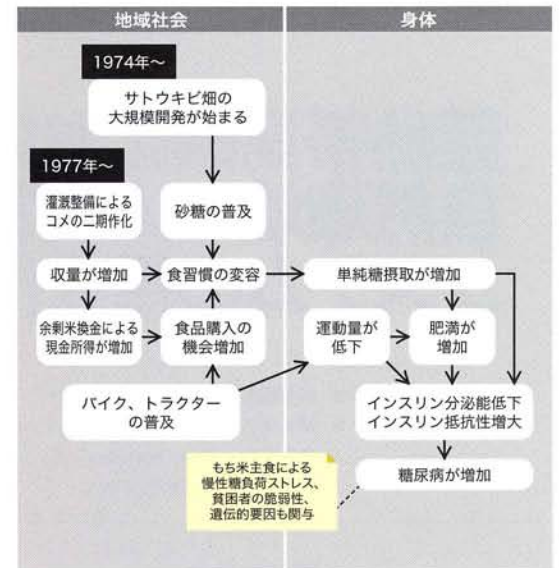 地域社会
身体
1974年〜
サトウキビ畑の
大規模開発が始まる
1977年〜
灌漑整備による
コメの二期作化
砂糖の普及
収量が増加
食習慣の変容
単純糖摂取が増加
余剰米換金による
現金所得が増加
食品購入の
機会増加
運動量が
低下
肥満が
増加
バイク、トラクター
の普及
インスリン分泌能低下
インスリン抵抗性増大
もち米主食による
慢性糖負荷ストレス、
貧困者の脆弱性、
遺伝的要因も関与
糖尿病が増加